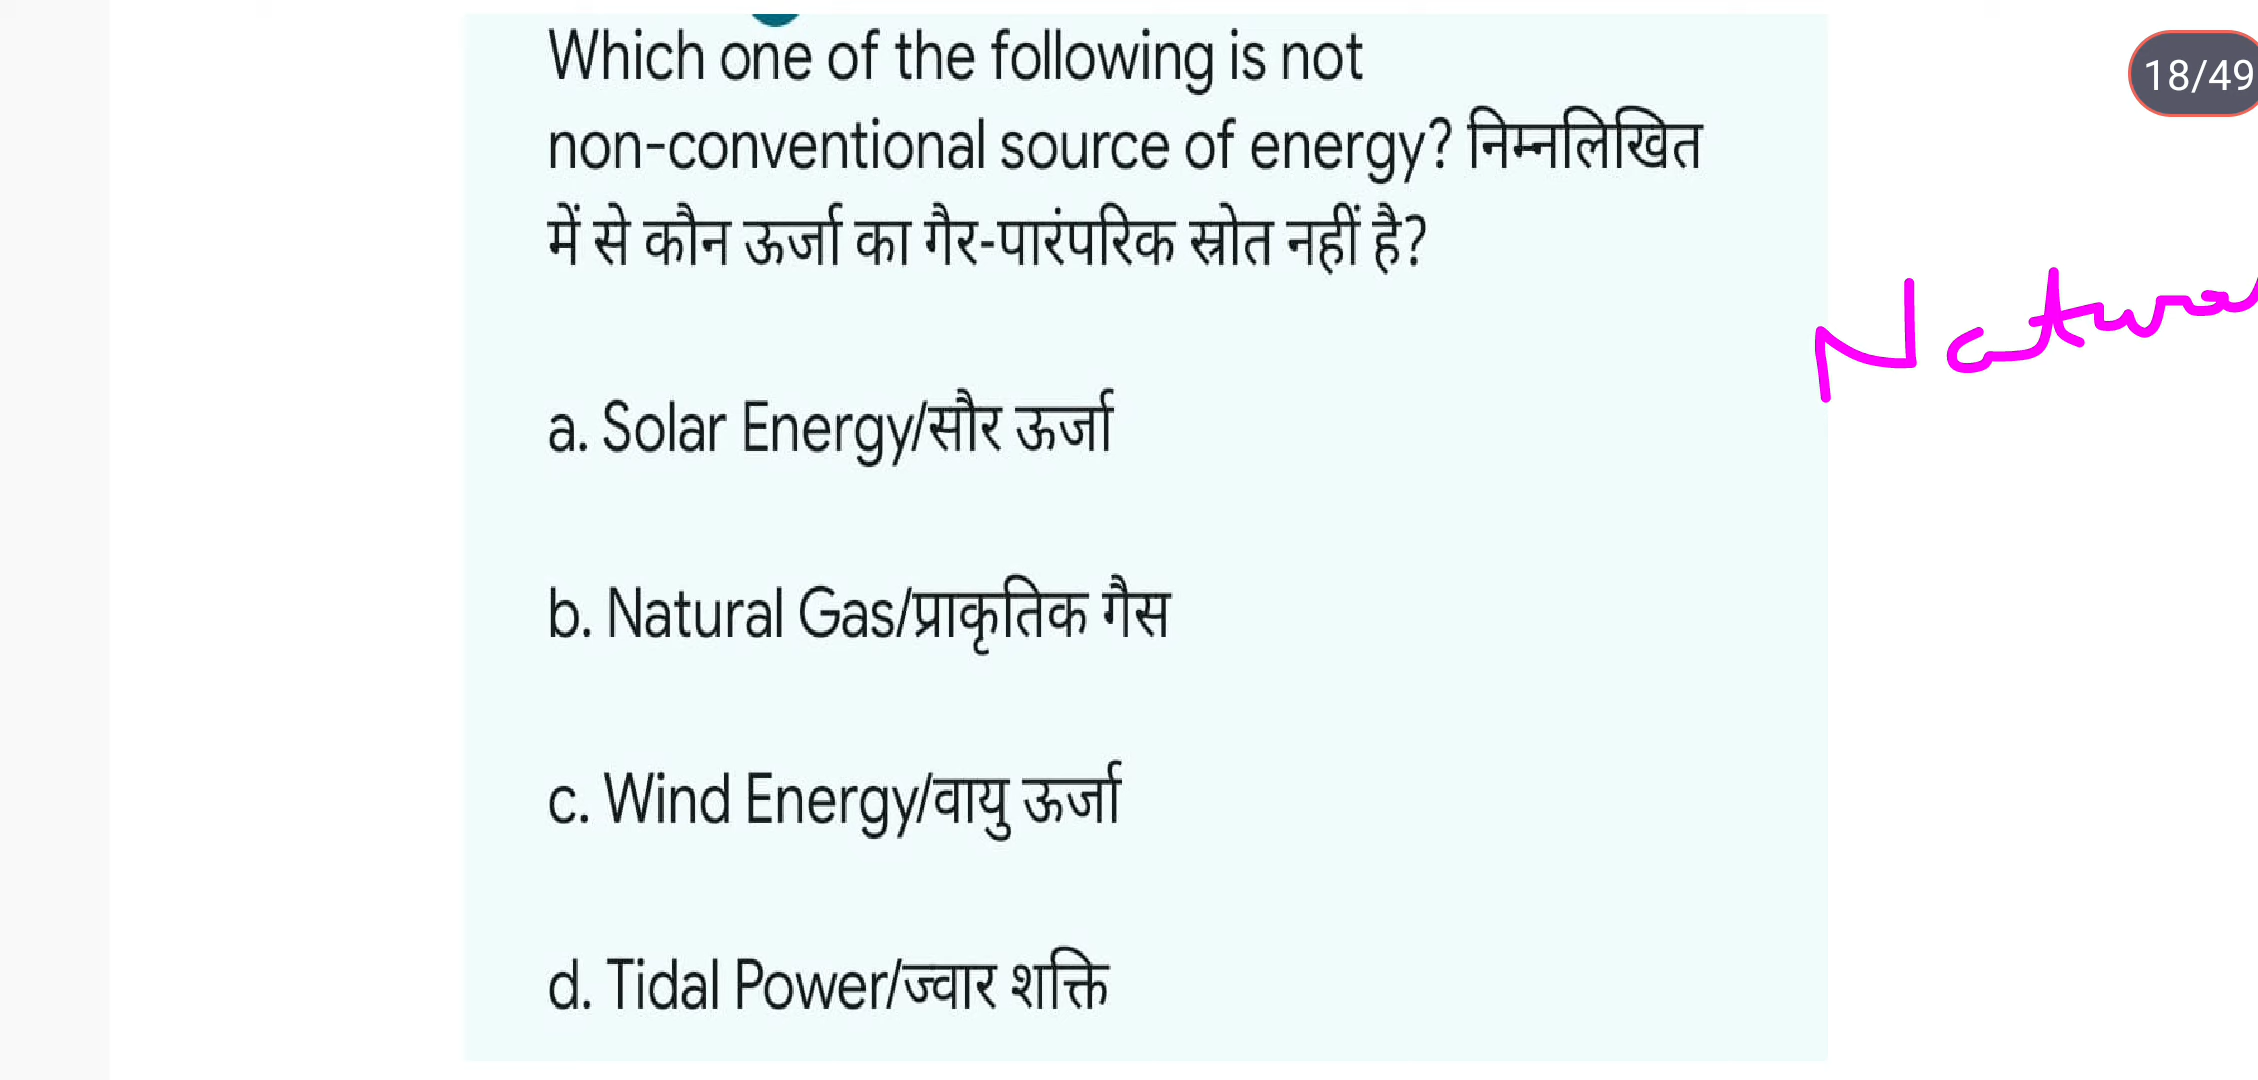 Which one of the following is not
non-conventional source of energy? निम्नलिखित
में से कौन ऊर्जा का गैर-पारंपरिक स्रोत नहीं है?
18/49
Natural
a. Solar Energy/सौर ऊर्जा
b. Natural Gas/प्राकृतिक गैस
c. Wind Energy/वायु ऊर्जा
d. Tidal Power/ज्वार शक्ति